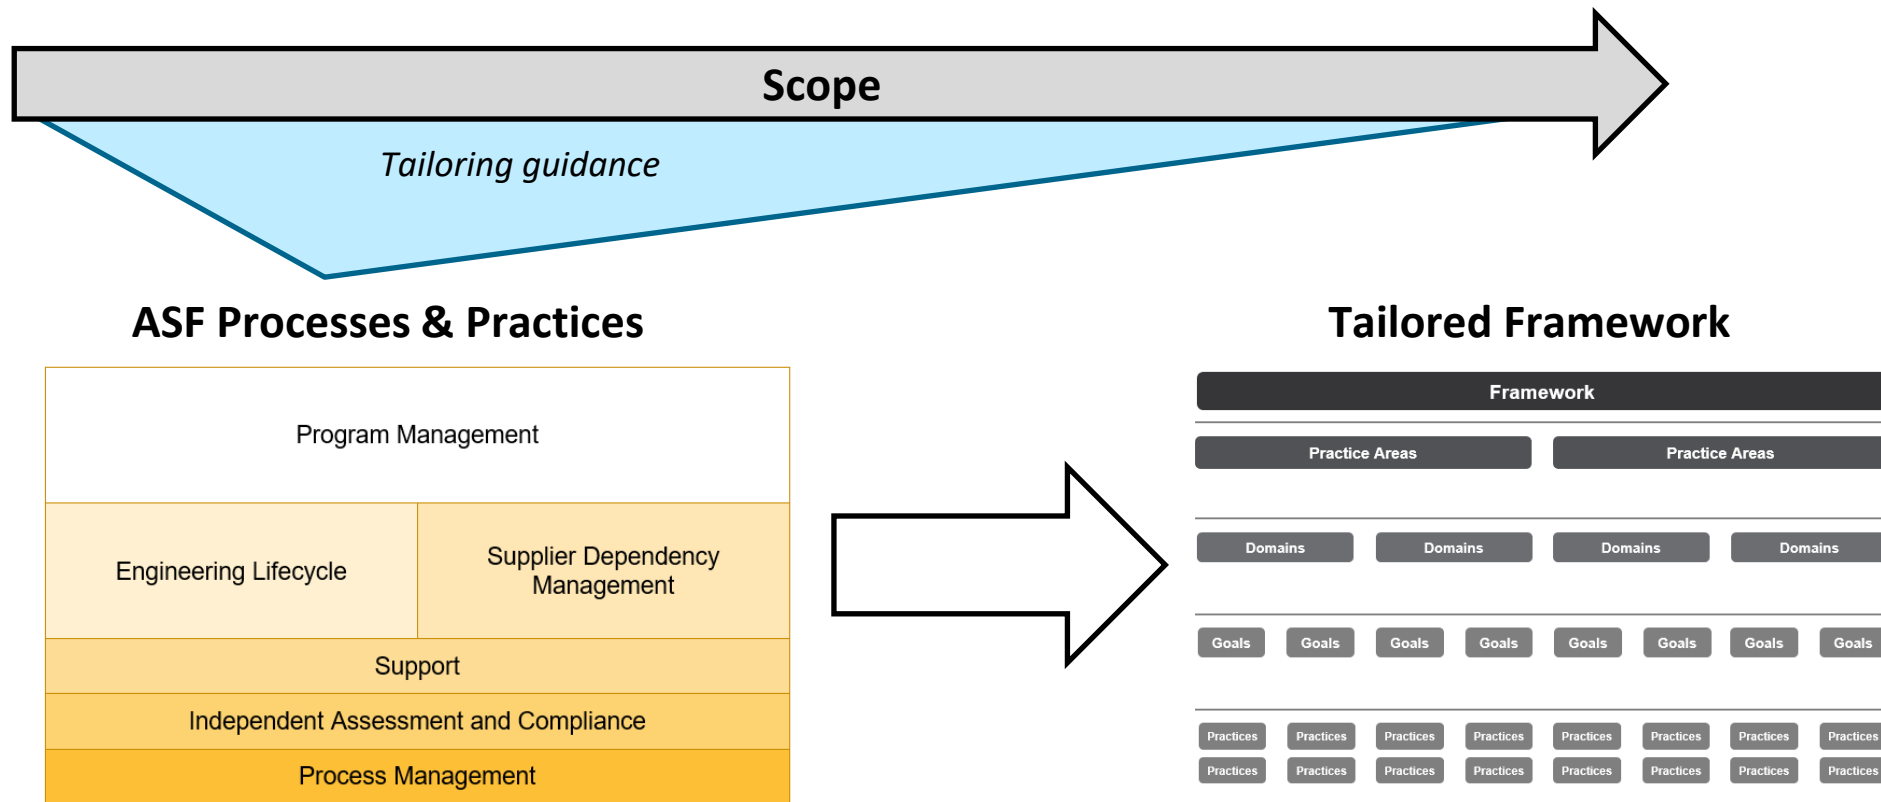 Scope
Tailoring guidance
ASF Processes & Practices
Program Management
Engineering Lifecycle
Supplier Dependency
Management
Support
Independent Assessment and Compliance
Process Management
Tailored Framework
Framework
Practice Areas Practice Areas
Domains Domains Domains Domains
Goals Goals Goals Goals Goals Goals Goals Goals
Practices Practices Practices Practices Practices Practices Practices Practices
Practices Practices Practices Practices Practices Practices Practices Practices